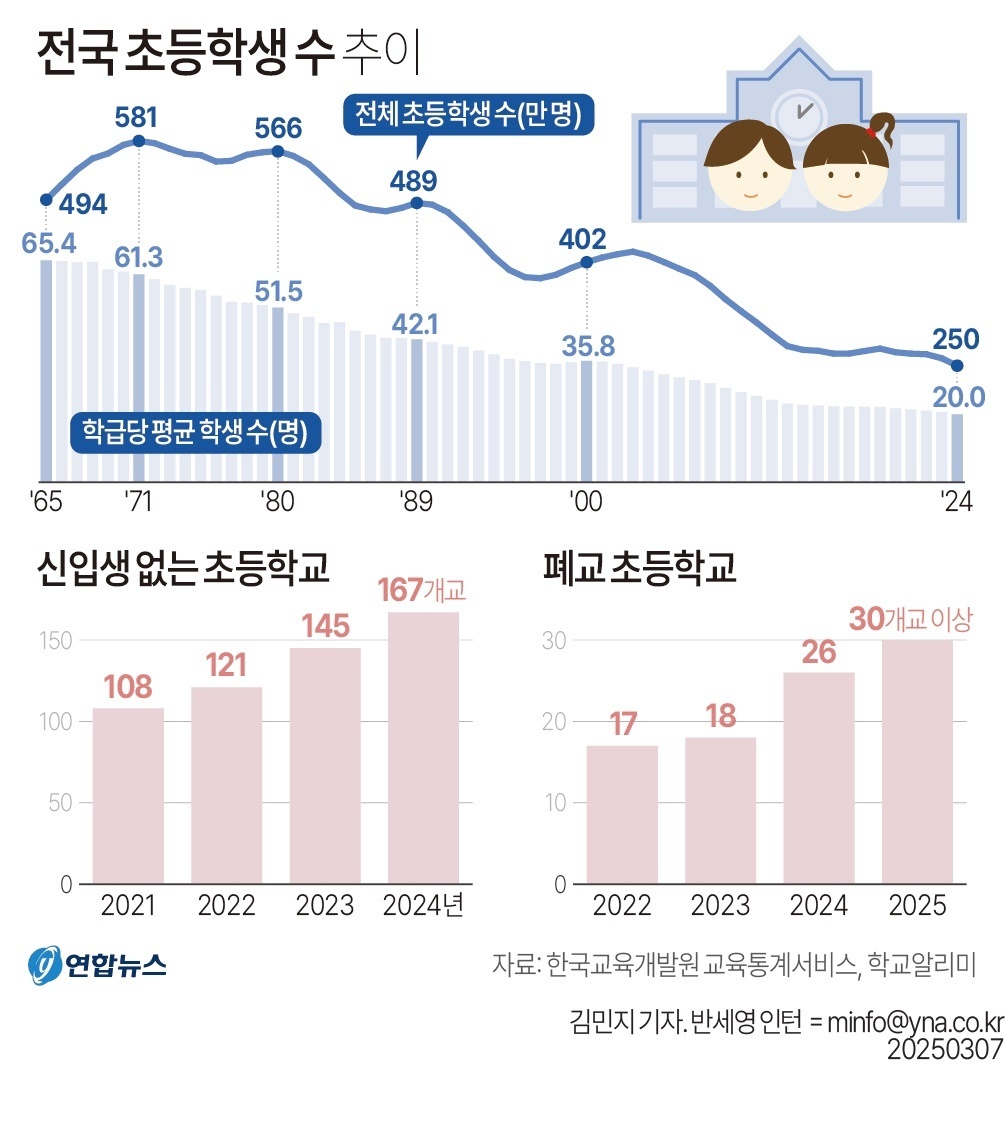 전국 초등학생 수 추이
전체 초등학생 수(만 명)
581
566
494
489
402
250
65.4
61.3
51.5
42.1
35.8
20.0
학급당 평균 학생 수(명)
'65 '71 '80 '89 '00 '24
신입생 없는 초등학교
167개교
145
121
108
150
100
50
0
2021 2022 2023 2024년
폐교 초등학교
30개교 이상
26
18
17
30
20
10
0
2022 2023 2024 2025
y 연합뉴스
자료: 한국교육개발원 교육통계서비스, 학교알리미
김민지 기자. 반세영 인턴 = minfo@yna.co.kr
20250307